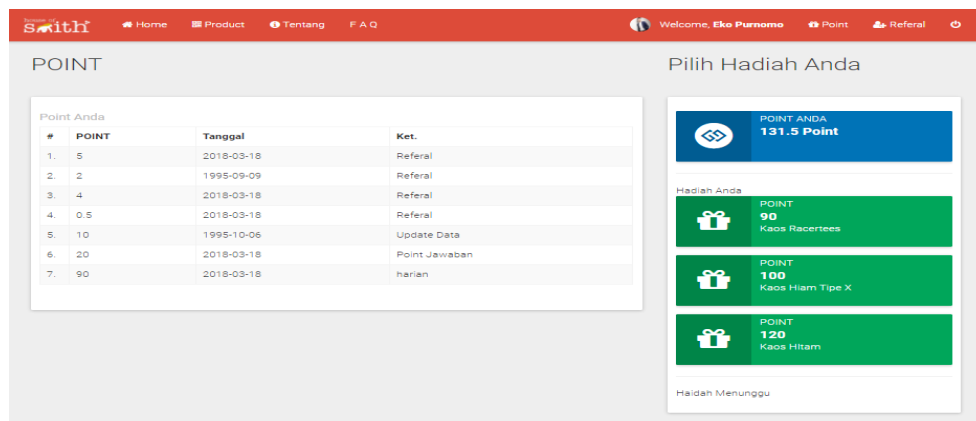 house of
smith
Home Product Tentang F A Q Welcome, Eko Purnomo Point Referal
POINT
Point Anda
# POINT Tanggal Ket.
1. 5 2018-03-18 Referal
2. 2 1995-09-09 Referal
3. 4 2018-03-18 Referal
4. 0.5 2018-03-18 Referal
5. 10 1995-10-06 Update Data
6. 20 2018-03-18 Point Jawaban
7. 90 2018-03-18 harian
Pilih Hadiah Anda
POINT ANDA
131.5 Point
Hadiah Anda
POINT
90
Kaos Racertees
POINT
100
Kaos Hiam Tipe X
POINT
120
Kaos HItam
Haidah Menunggu